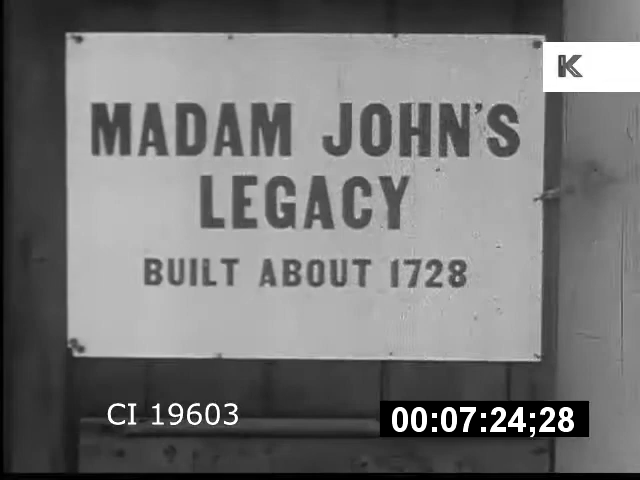 K
MADAM JOHN'S
LEGACY
BUILT ABOUT 1728
CI 19603
00:07:24;28